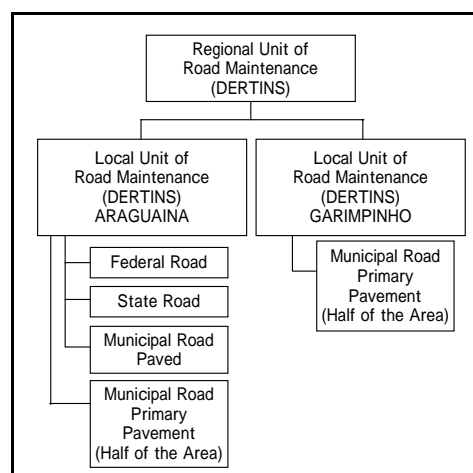 Regional Unit of
Road Maintenance
(DERTINS)
Local Unit of
Road Maintenance
(DERTINS)
ARAGUAINA
Local Unit of
Road Maintenance
(DERTINS)
GARIMPINHO
Federal Road
State Road
Municipal Road
Paved
Municipal Road
Primary
Pavement
(Half of the Area)
Municipal Road
Primary
Pavement
(Half of the Area)